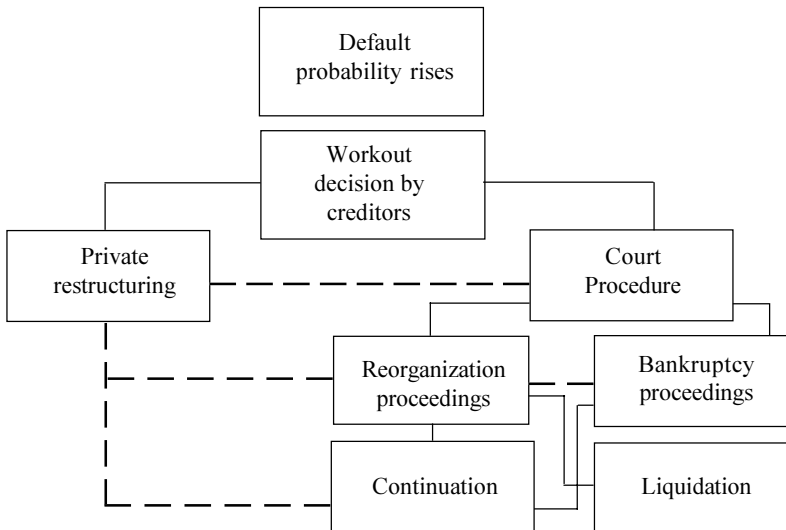 Default
probability rises
Workout
decision by
creditors
Private
restructuring
Court
Procedure
Reorganization
proceedings
Bankruptcy
proceedings
Continuation
Liquidation